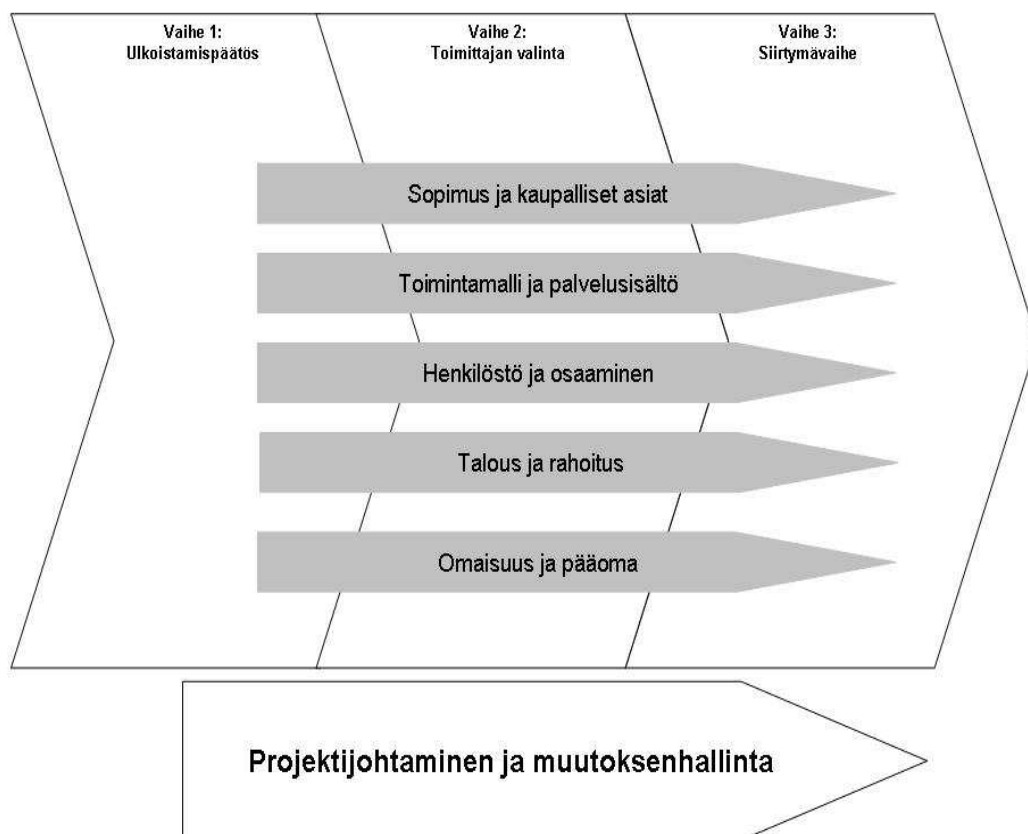 Vaihe 1:
Ulkoistamispäätös
Vaihe 2:
Toimittajan valinta
Vaihe 3:
Siirtymävaihe
Sopimus ja kaupalliset asiat
Toimintamalli ja palvelusisältö
Henkilöstö ja osaaminen
Talous ja rahoitus
Omaisuus ja pääoma
Projektijohtaminen ja muutoksenhallinta